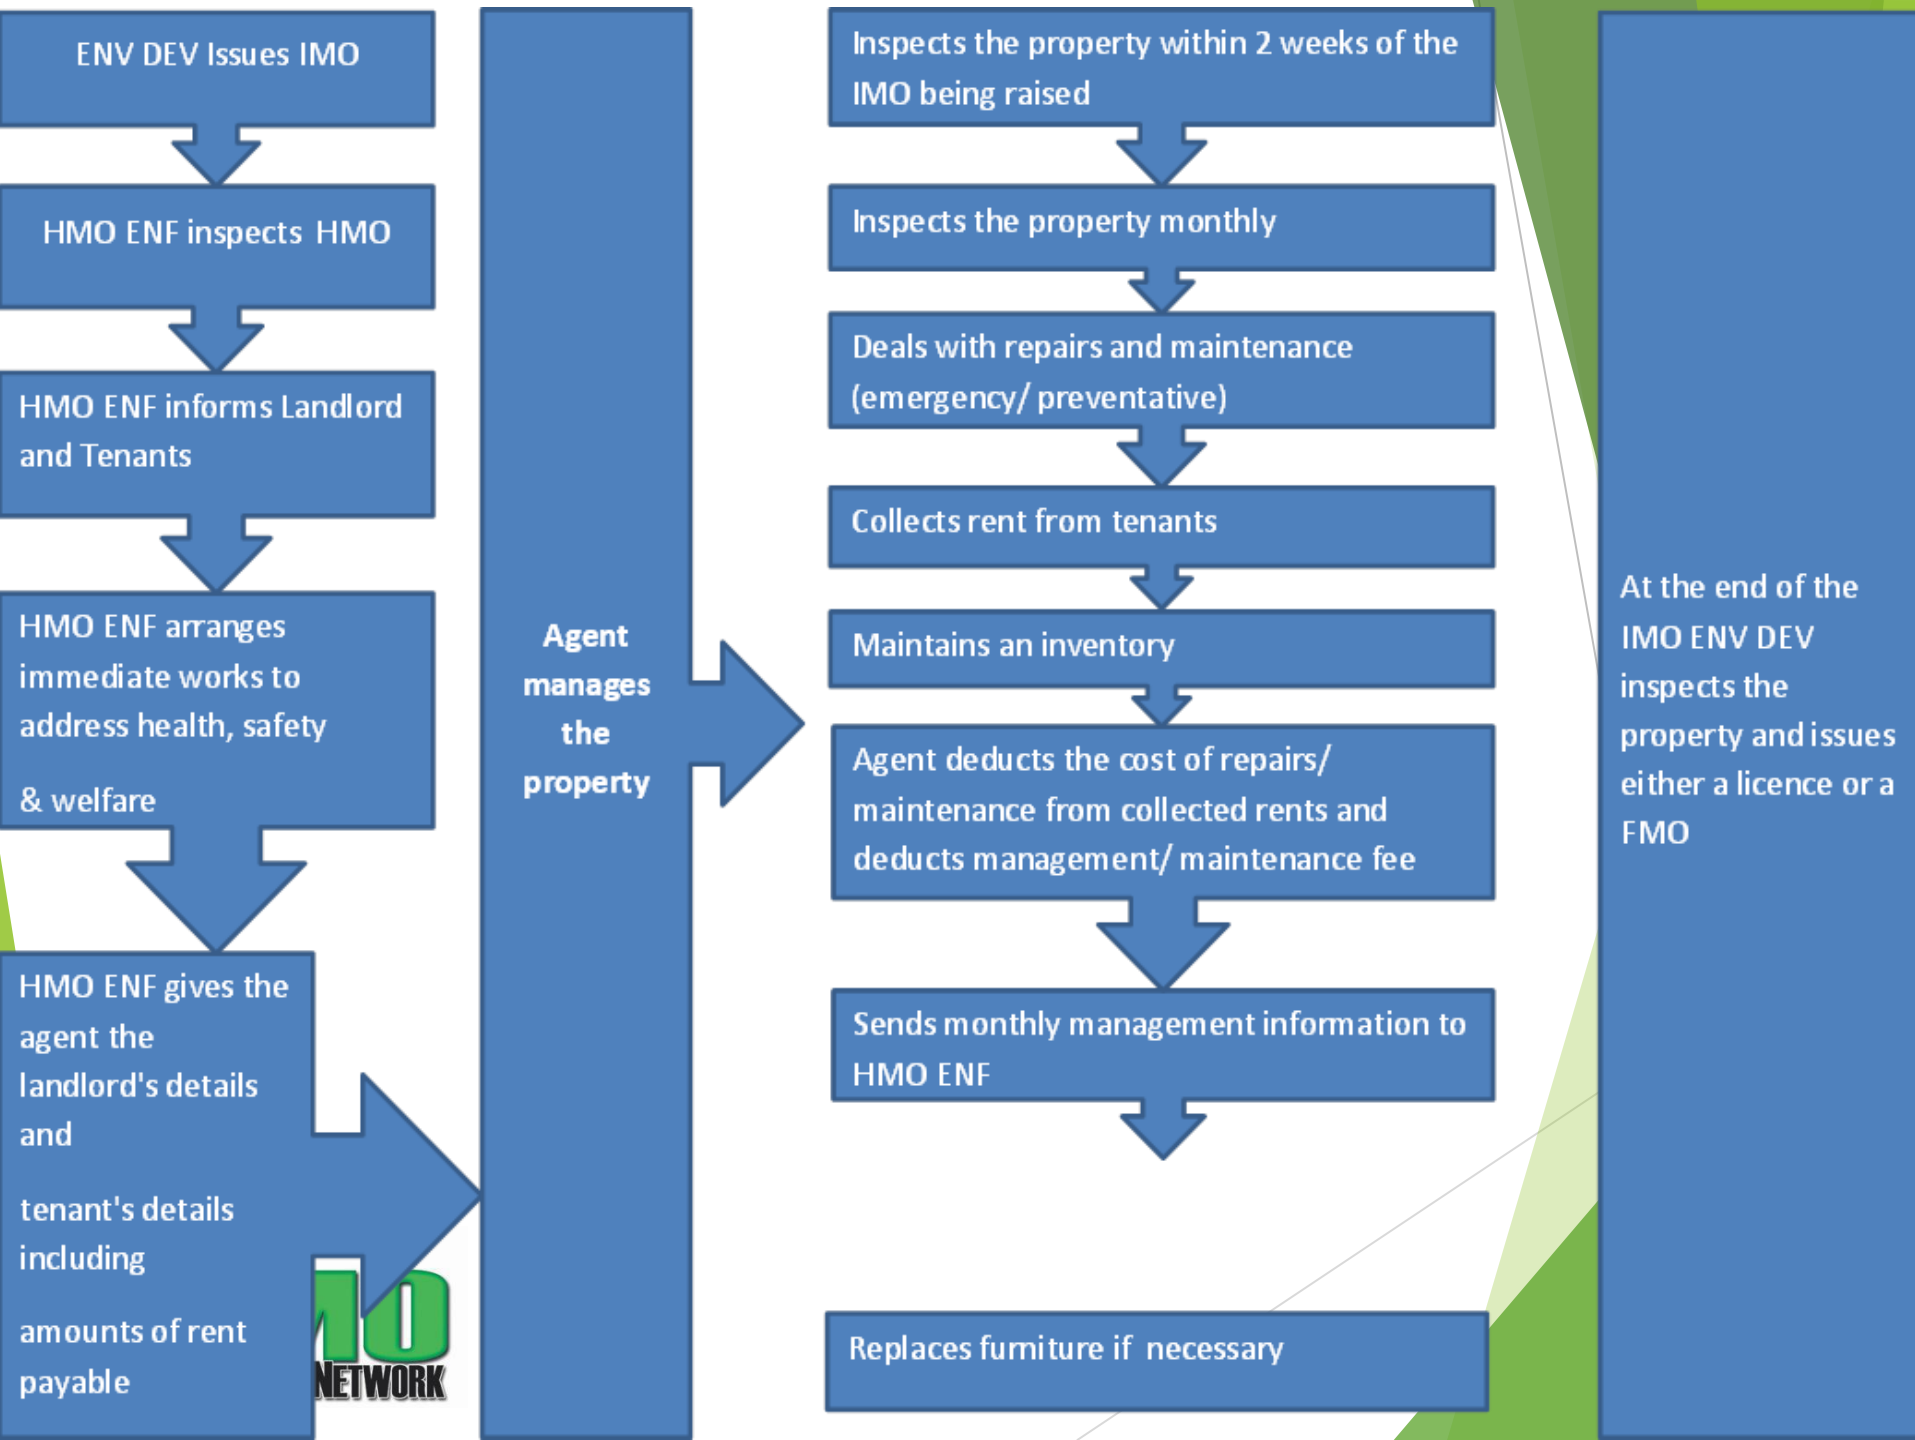 ENV DEV Issues IMO
HMO ENF inspects HMO
HMO ENF informs Landlord
and Tenants
HMO ENF arranges
immediate works to
address health, safety
& welfare
HMO ENF gives the
agent the
landlord's details
and
tenant's details
including
amounts of rent
payable
NETWORK
Agent
manages
the
property
Inspects the property within 2 weeks of the
IMO being raised
Inspects the property monthly
Deals with repairs and maintenance
(emergency/ preventative)
Collects rent from tenants
Maintains an inventory
Agent deducts the cost of repairs/
maintenance from collected rents and
deducts management/ maintenance fee
Sends monthly management information to
HMO ENF
Replaces furniture if necessary
At the end of the
IMO ENV DEV
inspects the
property and issues
either a licence or a
FMO